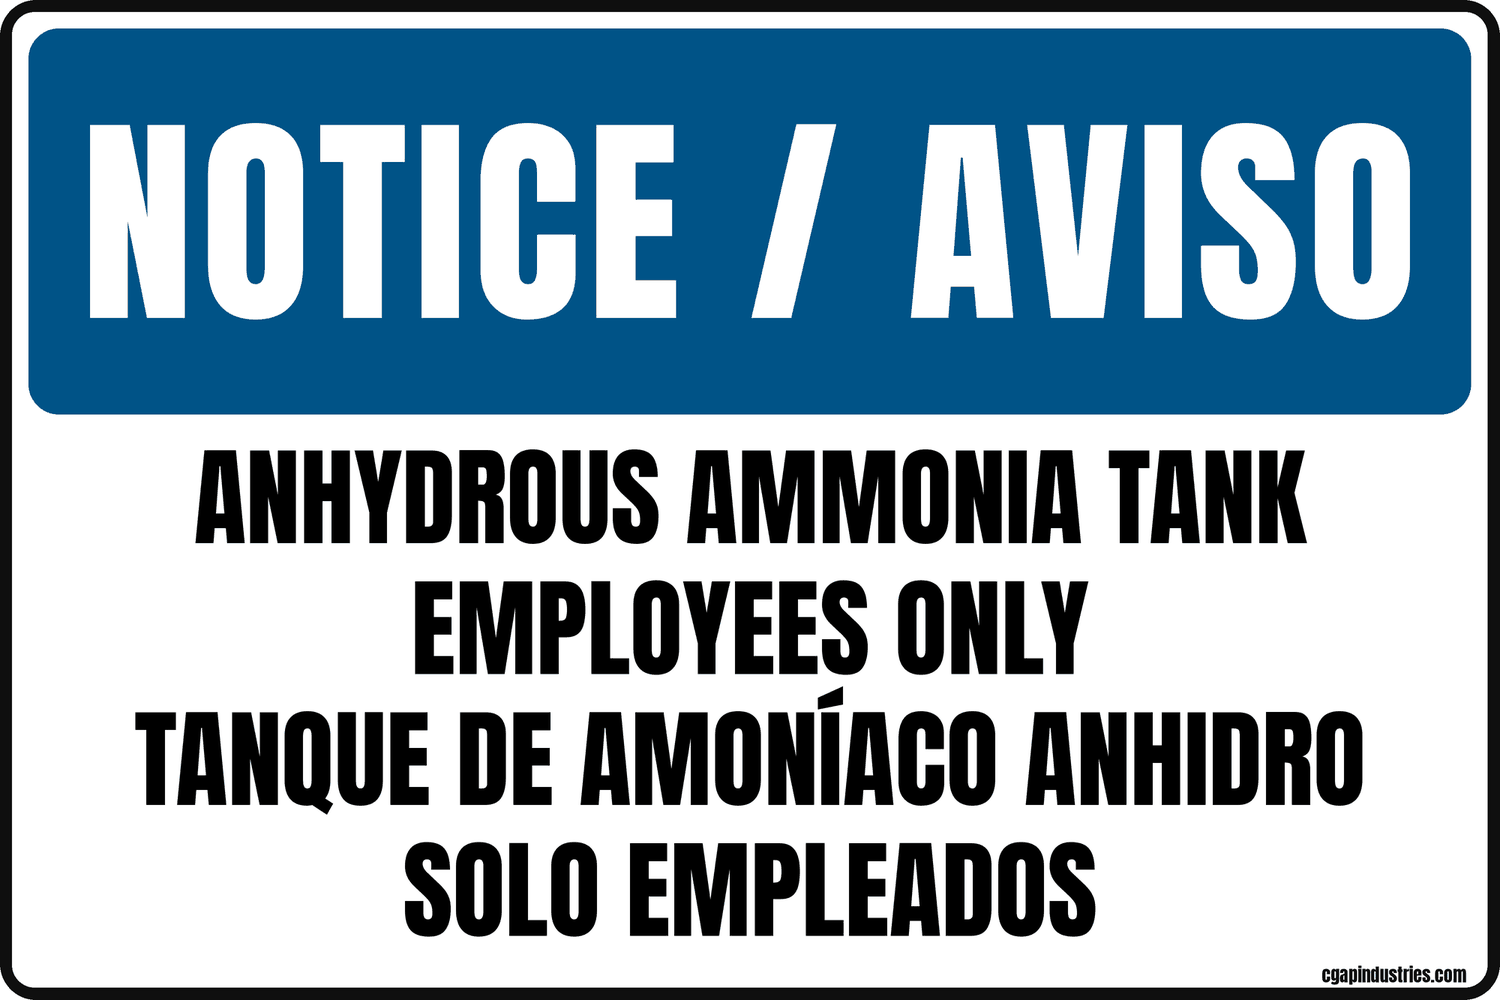 NOTICE / AVISO
ANHYDROUS AMMONIA TANK
EMPLOYEES ONLY
TANQUE DE AMONÍACO ANHIDRO
SOLO EMPLEADOS
cgapindustries.com